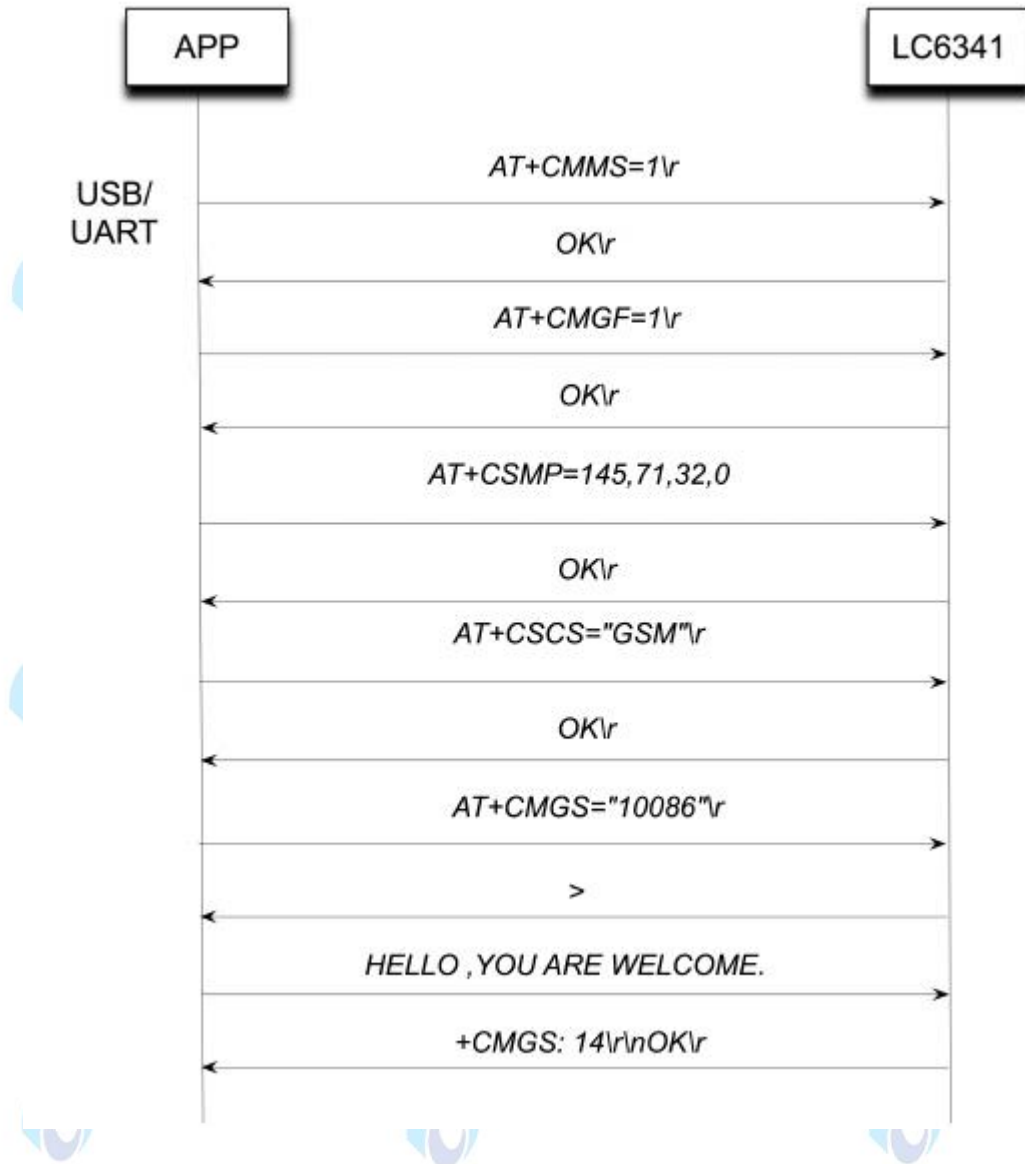 APP
LC6341
USB/
UART
AT+CMMS=1\r
OK\r
AT+CMGF=1\r
OK\r
AT+CSMP=145,71,32,0
OK\r
AT+CSCS="GSM"\r
OK\r
AT+CMGS="10086"\r
>
HELLO ,YOU ARE WELCOME.
+CMGS: 14\r\nOK\r